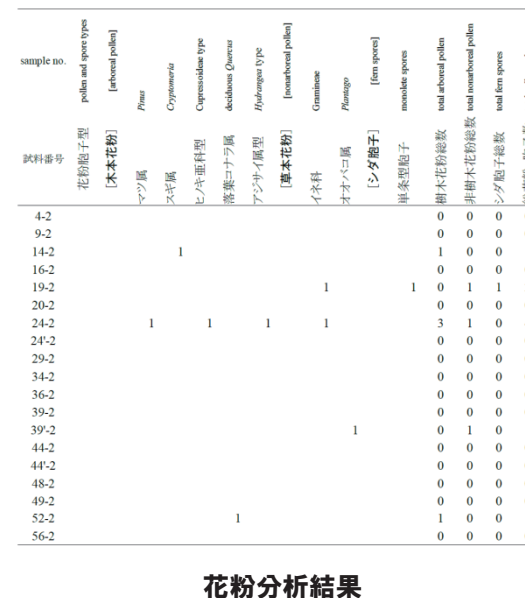 sample no. pollen and spore types [arboreal pollen] Pinus Cryptomeria Cupressoideae type deciduous Quercus Hydrangea type [nonarboreal pollen] Gramineae Plantago [fern spores] monolete spores total arboreal pollen total nonarboreal pollen total fern spores
試料番号 花粉胞子型 [木本花粉] マツ属 スギ属 ヒノキ亜科型 落葉コナラ属 アジサイ属型 [草本花粉] イネ科 オオバコ属 [シダ胞子] 単条型胞子 樹木花粉総数 非樹木花粉総数 シダ胞子総数
4-2 0 0 0
9-2 0 0 0
14-2 1 1 0 0
16-2 0 0 0
19-2 1 1 0 1 1
20-2 0 0 0
24-2 1 1 1 1 3 1 0
24'-2 0 0 0
29-2 0 0 0
34-2 0 0 0
36-2 0 0 0
39-2 0 0 0
39'-2 1 0 1 0
44-2 0 0 0
44'-2 0 0 0
48-2 0 0 0
49-2 0 0 0
52-2 1 1 0 0
56-2 0 0 0
花粉分析結果